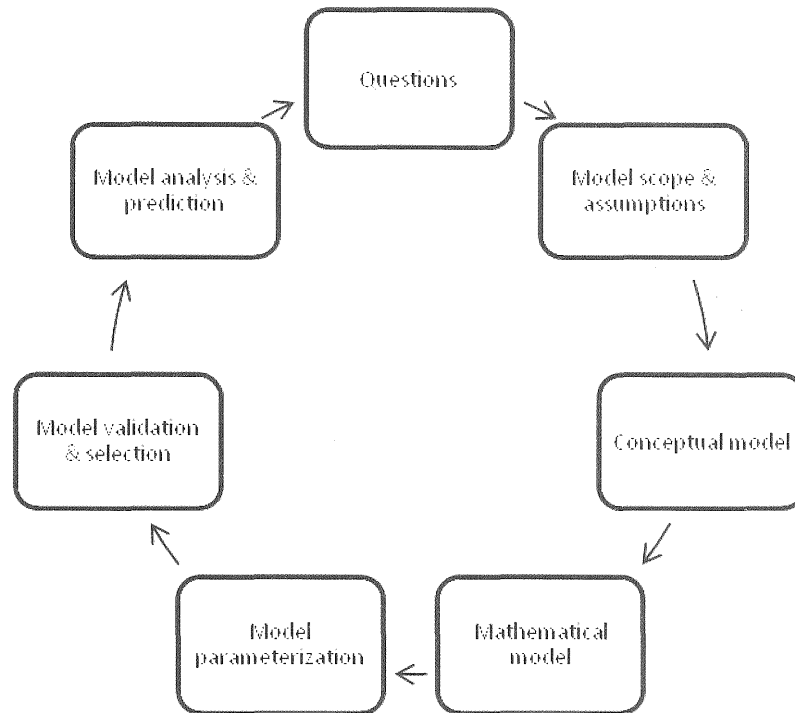 Questions
Model scope &
assumptions
Conceptual model
Mathematical
model
Model
parameterization
Model validation
& selection
Model analysis &
prediction